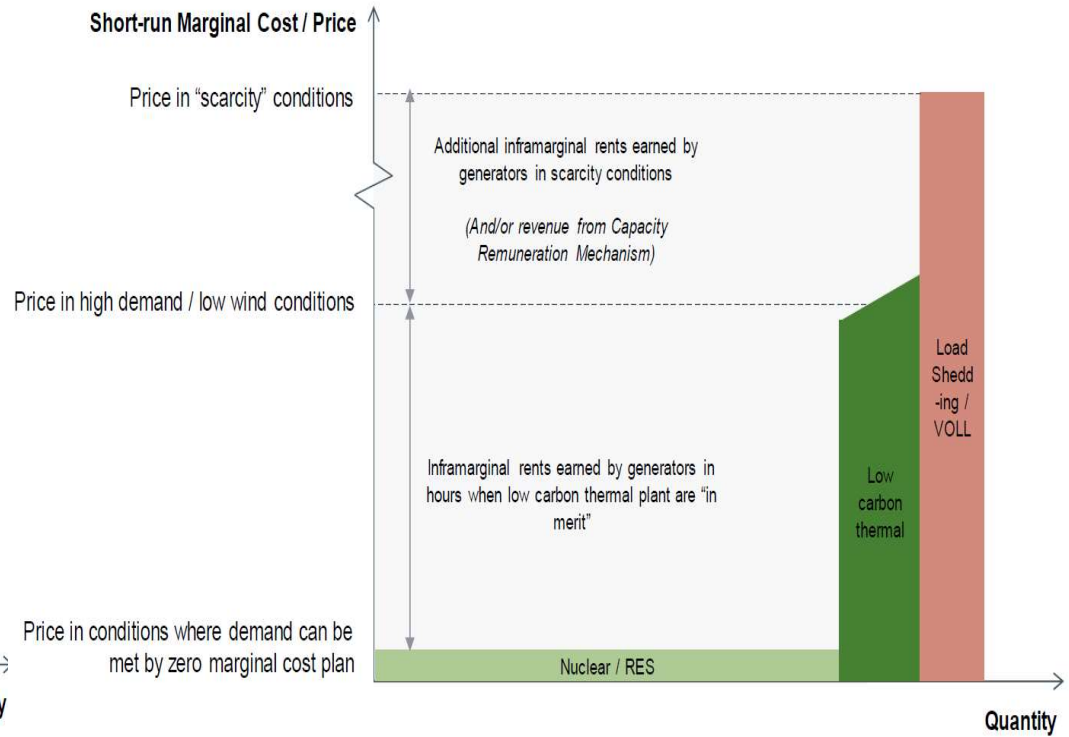 Short-run Marginal Cost / Price
Price in “scarcity” conditions
Additional inframarginal rents earned by
generators in scarcity conditions
(And/or revenue from Capacity
Remuneration Mechanism)
Price in high demand / low wind conditions
Load
Shedd
-ing /
VOLL
Inframarginal rents earned by generators in
hours when low carbon thermal plant are “in
merit”
Low
carbon
thermal
Price in conditions where demand can be
met by zero marginal cost plan
Nuclear / RES
y
Quantity